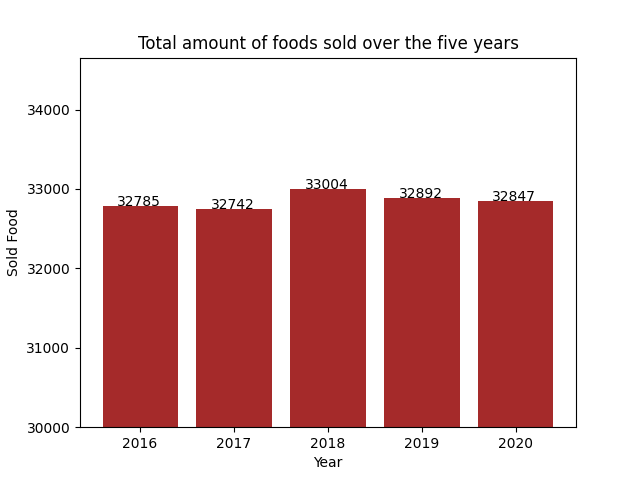 Total amount of foods sold over the five years
34000
33000
32000
31000
30000
Sold Food
32785
32742
33004
32892
32847
2016 2017 2018 2019 2020
Year